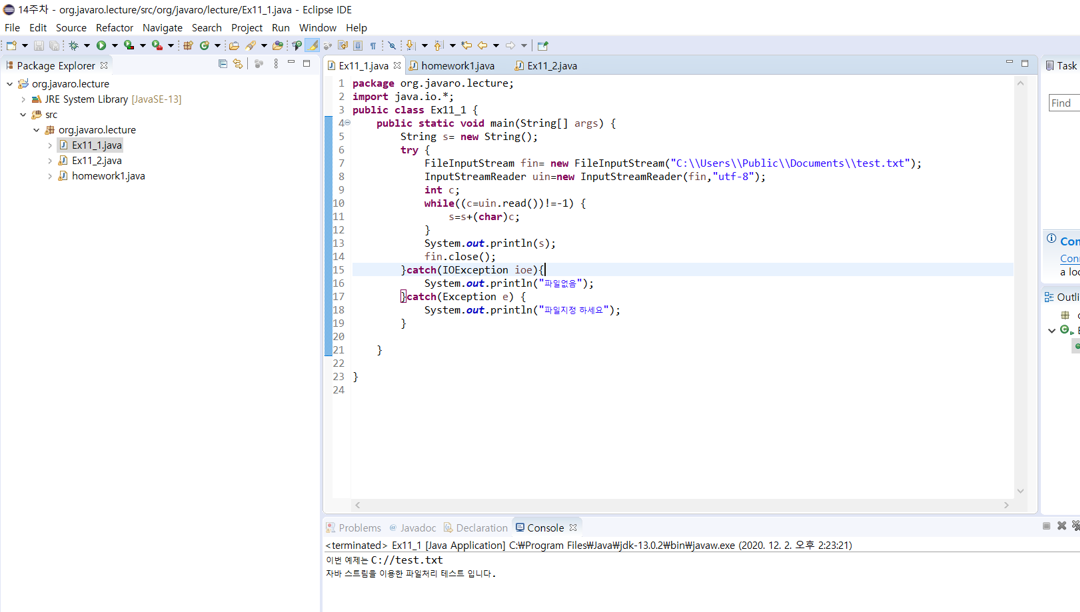 14주차 - org.javaro.lecture/src/org/javaro/lecture/Ex11_1.java - Eclipse IDE
File Edit Source Refactor Navigate Search Project Run Window Help
Package Explorer
org.javaro.lecture
JRE System Library [JavaSE-13]
src
org.javaro.lecture
Ex11_1.java
Ex11_2.java
homework1.java
Ex11_1.java homework1.java Ex11_2.java
1 package org.javaro.lecture;
2 import java.io.*;
3 public class Ex11_1 {
4 public static void main(String[] args) {
5 String s= new String();
6 try {
7 FileInputStream fin= new FileInputStream("C:\\Users\\Public\\Documents\\test.txt");
8 InputStreamReader uin=new InputStreamReader(fin,"utf-8");
9 int c;
10 while((c=uin.read())!=-1) {
11 s=s+(char)c;
12 }
13 System.out.println(s);
14 fin.close();
15 }catch(IOException ioe){
16 System.out.println("파일없음");
17 }catch(Exception e) {
18 System.out.println("파일지정 하세요");
19 }
20
21 }
22
23 }
24
Task
Find
Con
Conn
a loc
Outli
Problems Javadoc Declaration Console
<terminated> Ex11_1 [Java Application] C:₩Program Files₩Java₩jdk-13.0.2₩bin₩javaw.exe (2020. 12. 2. 오후 2:23:21)
이번 예제는 C://test.txt
자바 스트림을 이용한 파일처리 테스트 입니다.